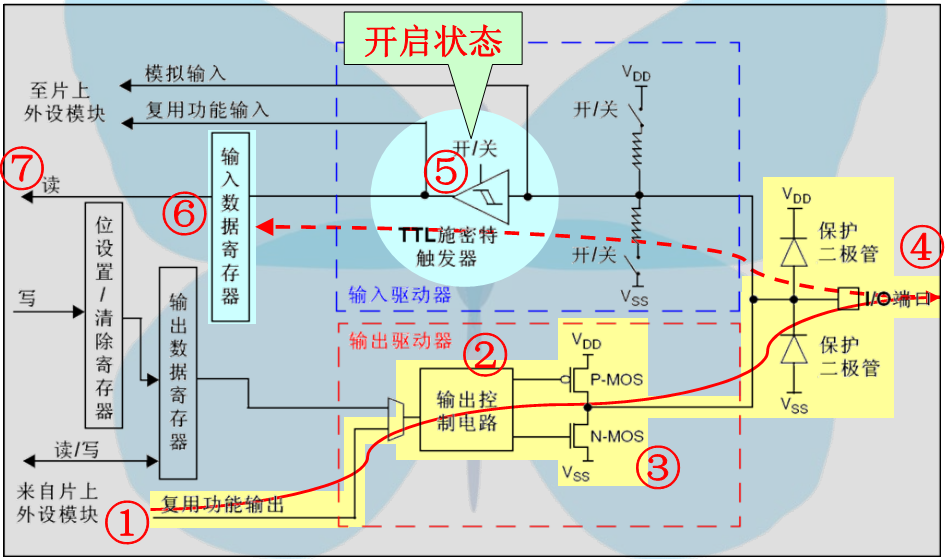 开启状态
模拟输入
至片上
外设模块
复用功能输入
开/关
VDD
开/关
⑤
⑦
读
⑥
输入数据寄存器
TTL施密特
触发器
开/关
VSS
VDD
保护
二极管
④
I/O端口
输入驱动器
位设置/清除寄存器
写
输出数据寄存器
输出驱动器
②
VDD
P-MOS
输出控
制电路
N-MOS
VSS
③
保护
二极管
VSS
读/写
来自片上
外设模块
①
复用功能输出